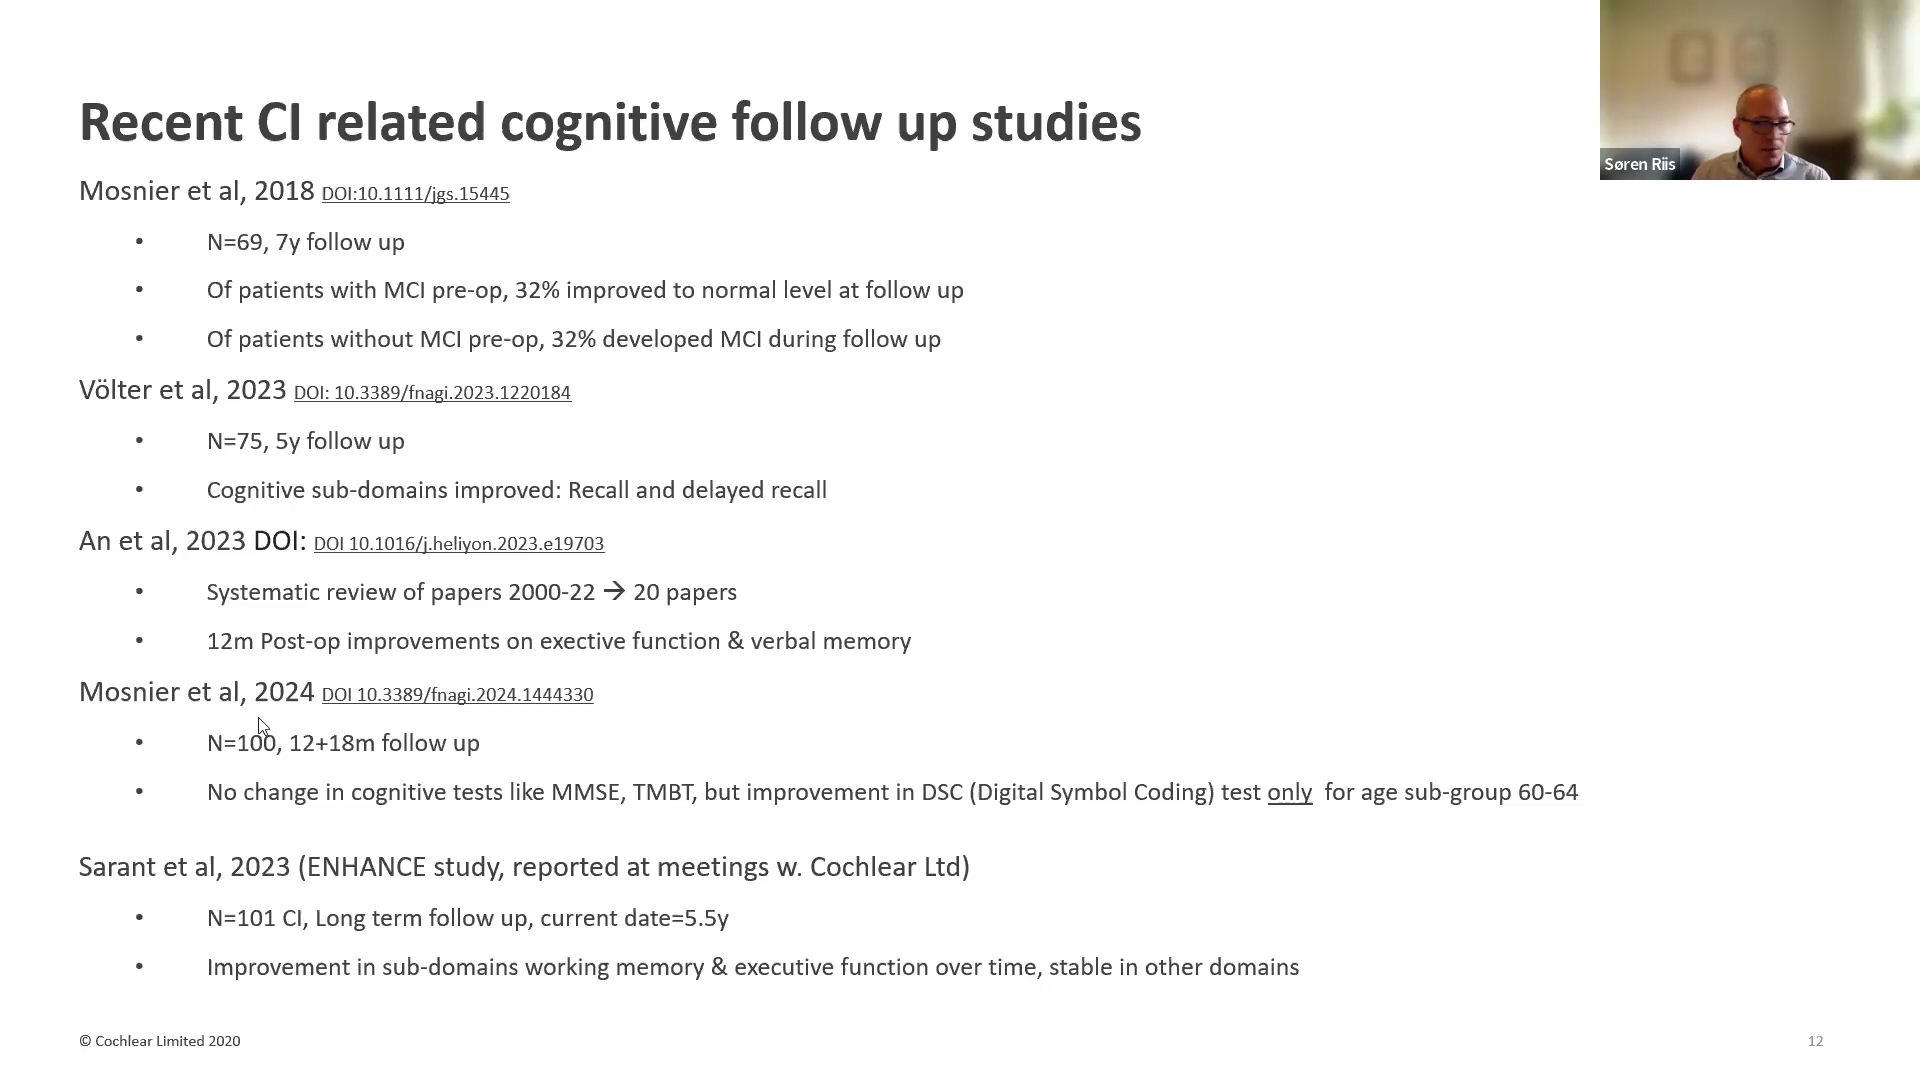 Recent CI related cognitive follow up studies
Søren Riis
Mosnier et al, 2018 DOI:10.1111/jgs.15445
• N=69, 7y follow up
• Of patients with MCI pre-op, 32% improved to normal level at follow up
• Of patients without MCI pre-op, 32% developed MCI during follow up
Völter et al, 2023 DOI: 10.3389/fnagi.2023.1220184
• N=75, 5y follow up
• Cognitive sub-domains improved: Recall and delayed recall
An et al, 2023 DOI: DOI 10.1016/j.heliyon.2023.e19703
• Systematic review of papers 2000-22 → 20 papers
• 12m Post-op improvements on exective function & verbal memory
Mosnier et al, 2024 DOI 10.3389/fnagi.2024.1444330
• N=100, 12+18m follow up
• No change in cognitive tests like MMSE, TMBT, but improvement in DSC (Digital Symbol Coding) test only for age sub-group 60-64
Sarant et al, 2023 (ENHANCE study, reported at meetings w. Cochlear Ltd)
• N=101 CI, Long term follow up, current date=5.5y
• Improvement in sub-domains working memory & executive function over time, stable in other domains
© Cochlear Limited 2020
12